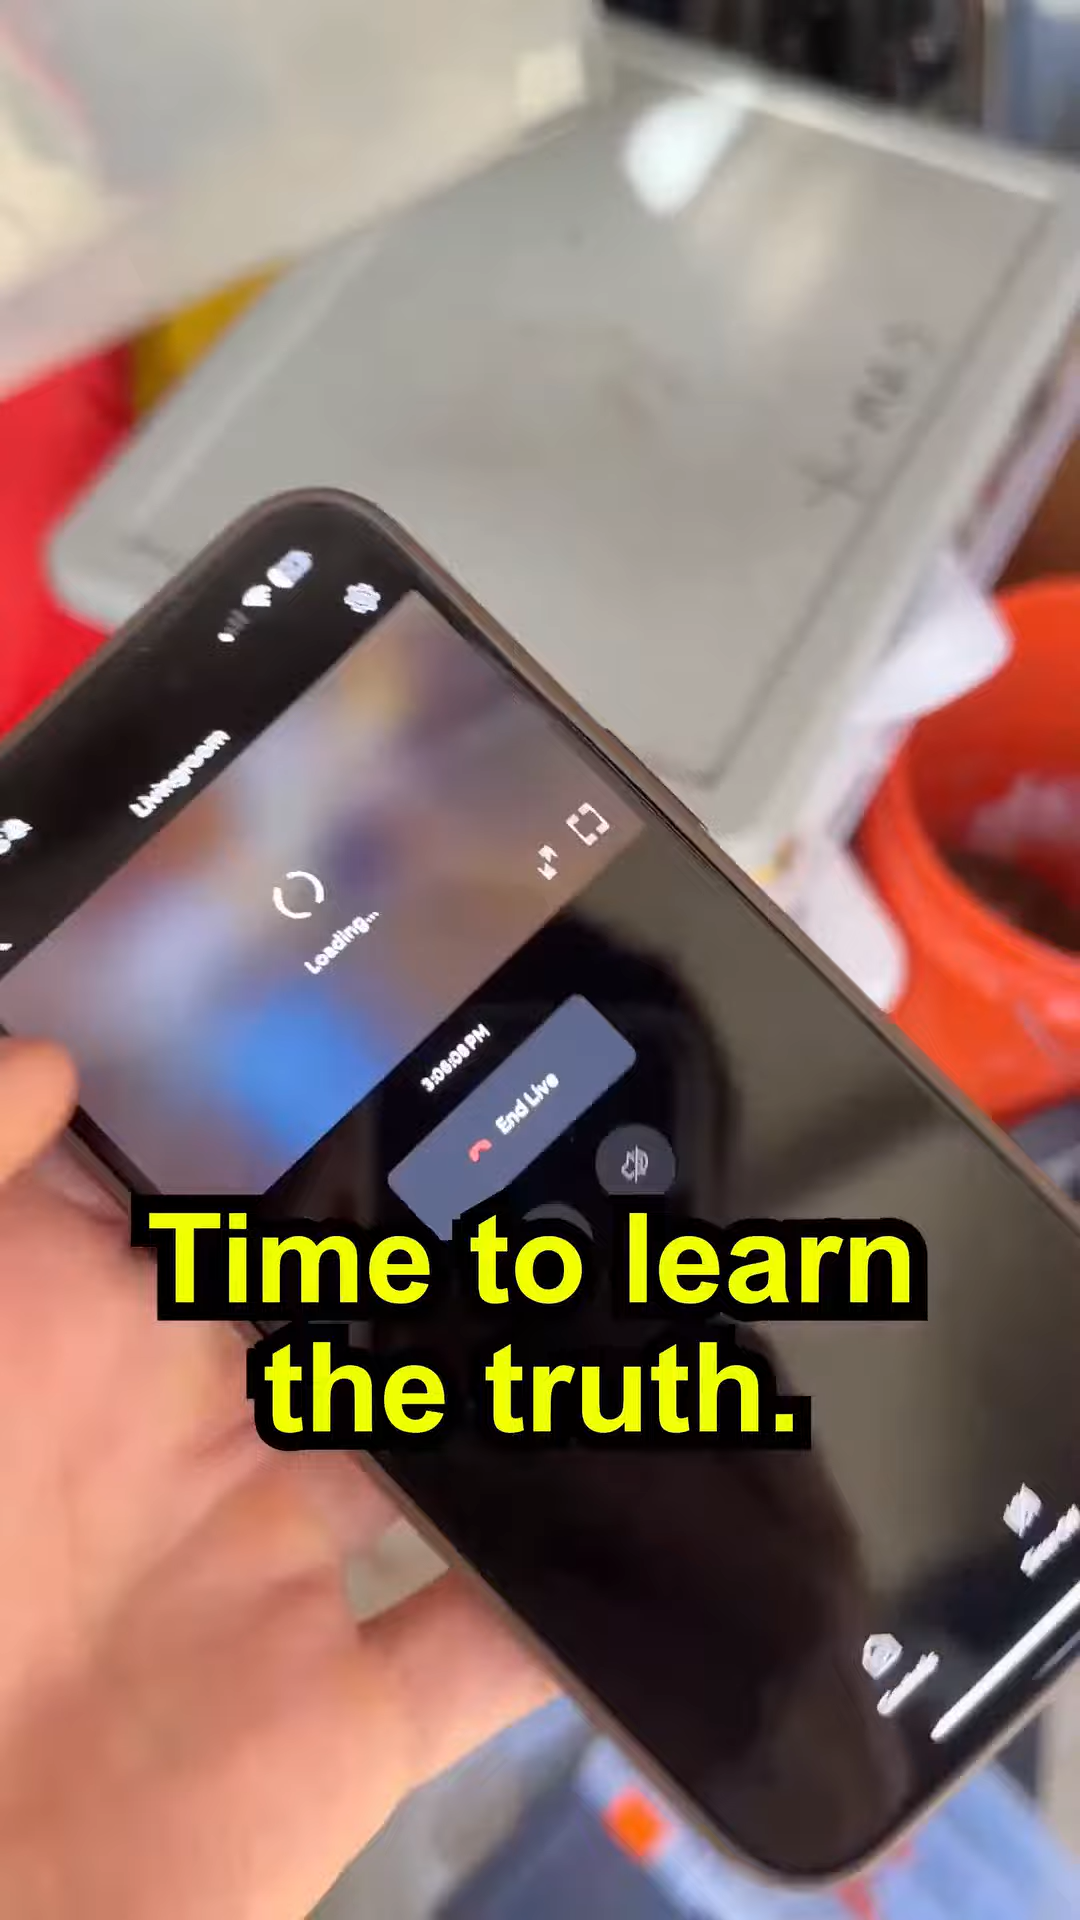 Livingroom
Loading...
3:06:08 PM
End Live
Time to learn
the truth.